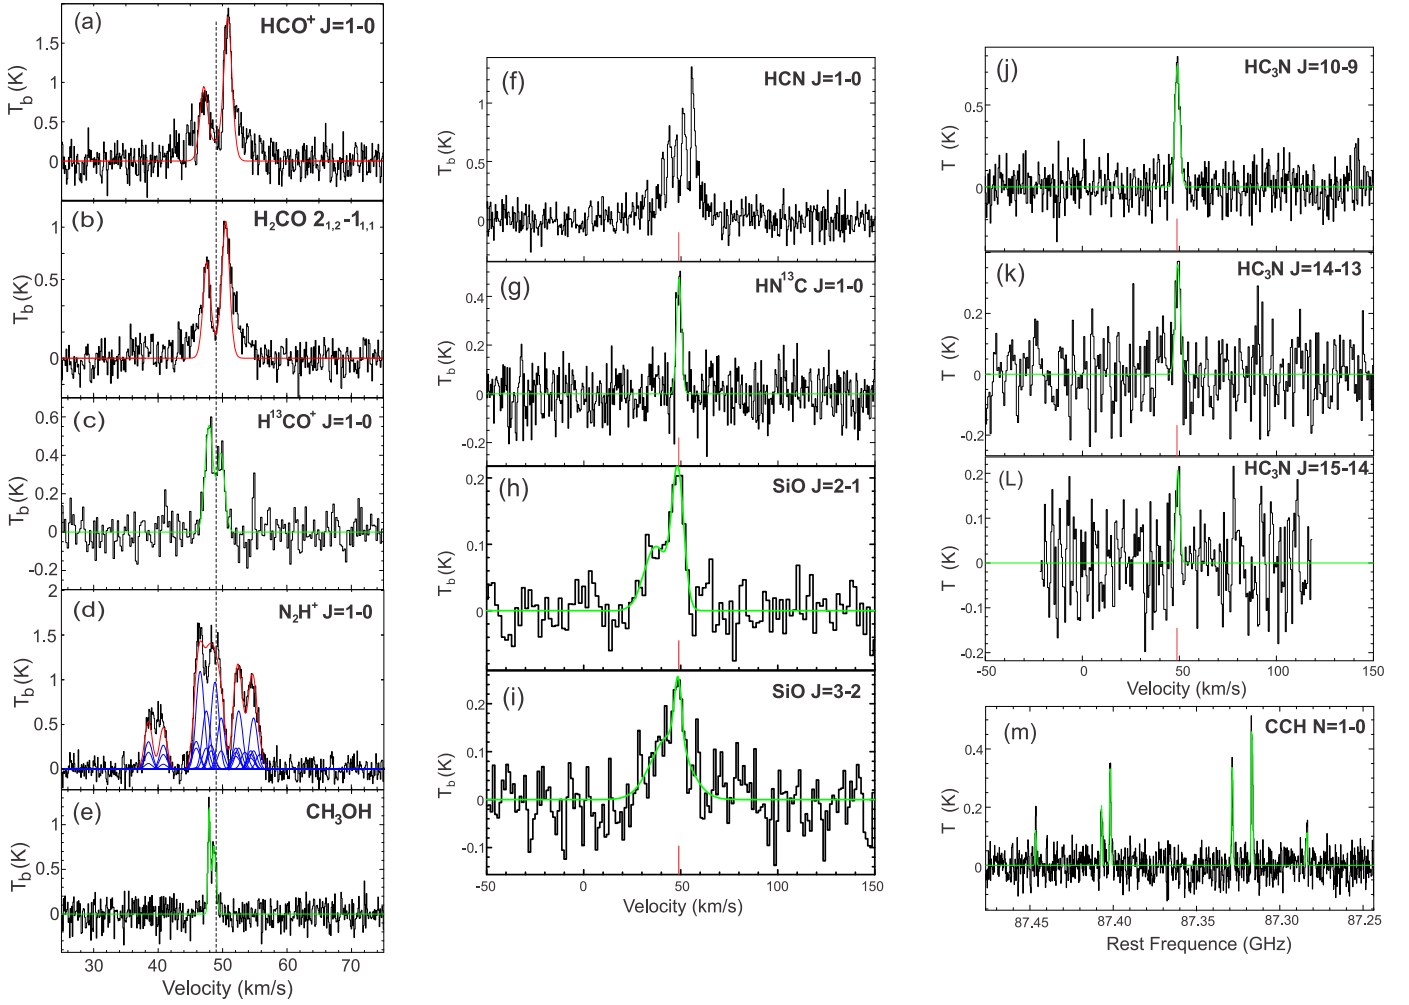 (a)
HCO⁺ J=1-0
1.5
1
0.5
0
T_b(K)
(b)
H₂CO 2₁,₂-1₁,₁
1
0.5
0
T_b(K)
(c)
H¹³CO⁺ J=1-0
0.6
0.4
0.2
0
-0.2
T_b(K)
(d)
N₂H⁺ J=1-0
2
1.5
1
0.5
0
T_b(K)
(e)
CH₃OH
1
0.5
0
T_b(K)
30 40 50 60 70
Velocity (km/s)
(f)
HCN J=1-0
1
0.5
0
T_b(K)
(g)
HN¹³C J=1-0
0.4
0.2
0
-0.2
T_b(K)
(h)
SiO J=2-1
0.2
0.1
0
T_b(K)
(i)
SiO J=3-2
0.2
0.1
0
-0.1
T_b(K)
-50 0 50 100 150
Velocity (km/s)
(j)
HC₃N J=10-9
0.5
0
T (K)
(k)
HC₃N J=14-13
0.2
0
-0.2
T (K)
(L)
HC₃N J=15-14
0.2
0.1
0
-0.1
-0.2
T (K)
-50 0 50 100 150
Velocity (km/s)
(m)
CCH N=1-0
0.4
0.2
0
T (K)
87.45 87.40 87.35 87.30 87.25
Rest Frequence (GHz)